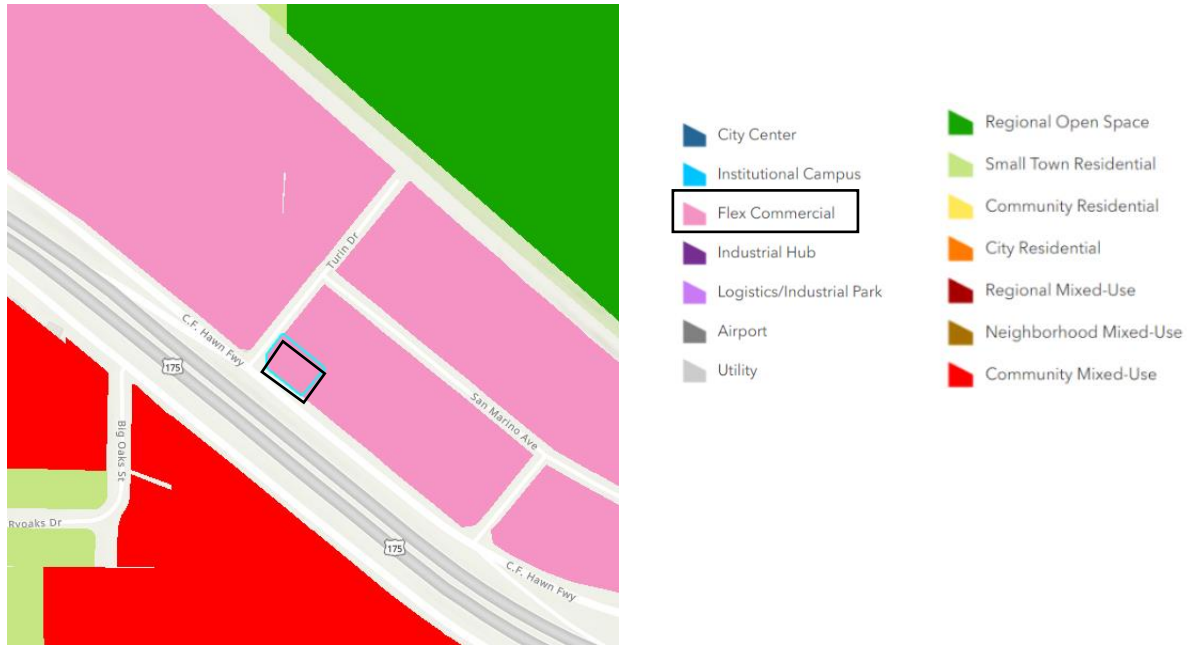 Turin Dr
C.F. Hawn Fwy
175
San Marino Ave
Big Oaks St
Ryoaks Dr
175
C.F. Hawn Fwy
City Center
Institutional Campus
Flex Commercial
Industrial Hub
Logistics/Industrial Park
Airport
Utility
Regional Open Space
Small Town Residential
Community Residential
City Residential
Regional Mixed-Use
Neighborhood Mixed-Use
Community Mixed-Use